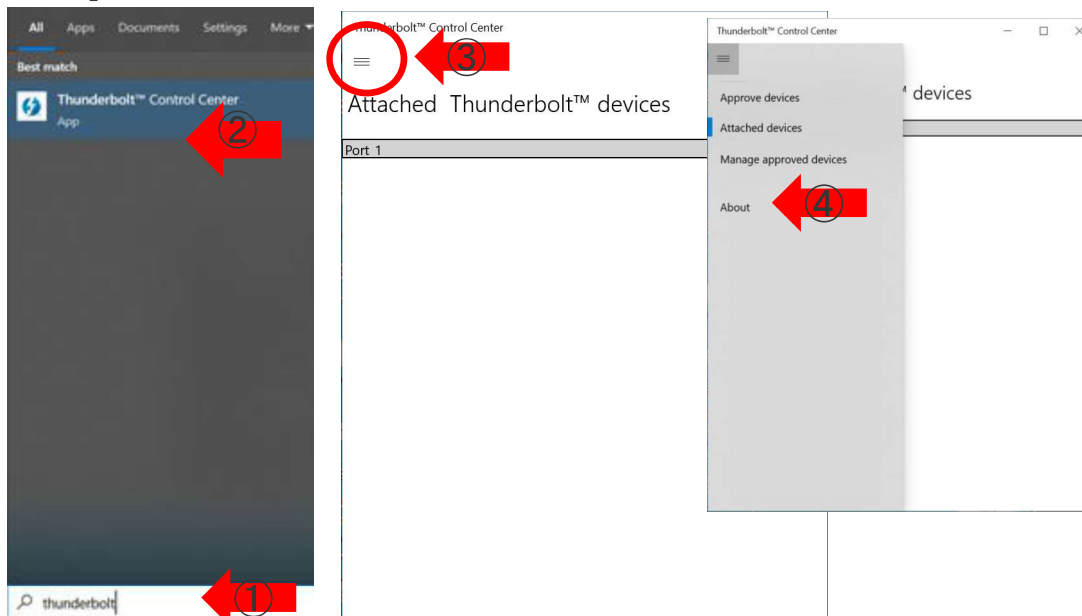 All Apps Documents Settings More
Best match
Thunderbolt™ Control Center
App
②
thunderbolt
①
Thunderbolt™ Control Center
③
Attached Thunderbolt™ devices
Port 1
Thunderbolt™ Control Center
™ devices
Approve devices
Attached devices
Manage approved devices
About
④